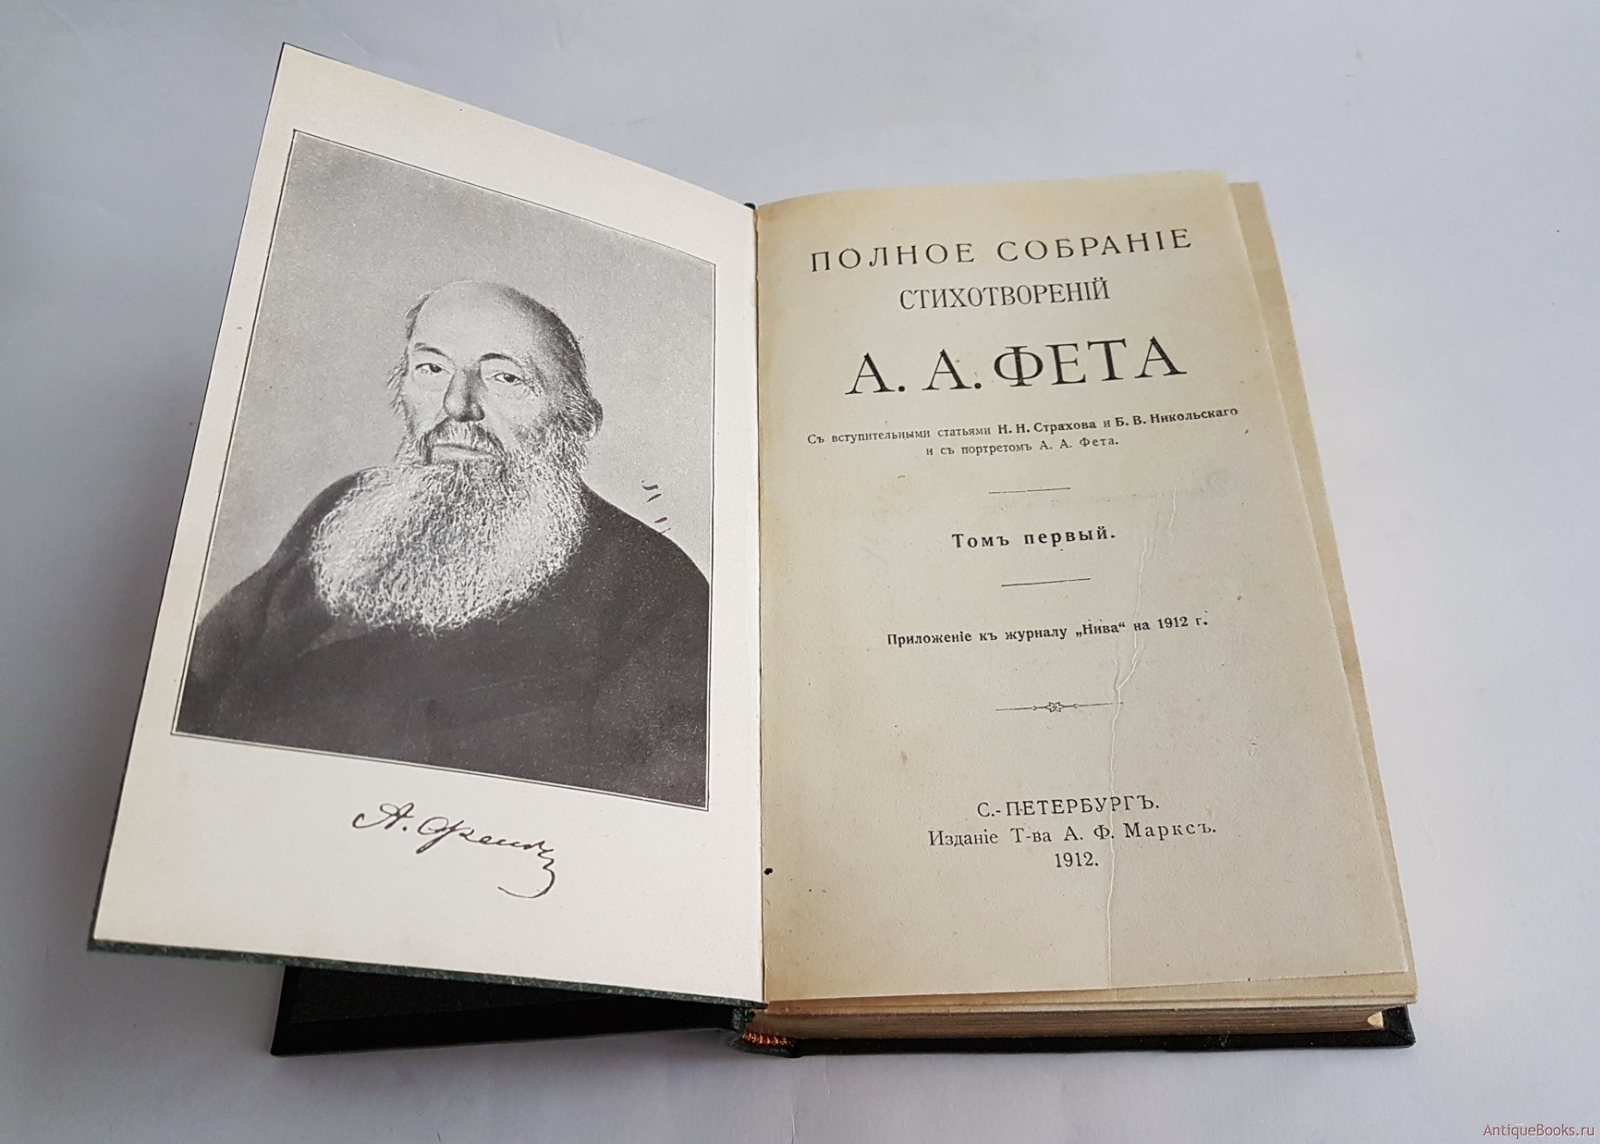 А. Фетъ
ПОЛНОЕ СОБРАНІЕ
СТИХОТВОРЕНІЙ
А. А. ФЕТА
Съ вступительными статьями Н. Н. Страхова и Б. В. Никольскаго
и съ портретомъ А. А. Фета.
Томъ первый.
Приложеніе къ журналу „Нива“ на 1912 г.
С.-ПЕТЕРБУРГЪ.
Изданіе Т-ва А. Ф. Марксъ.
1912.
AntiqueBooks.ru